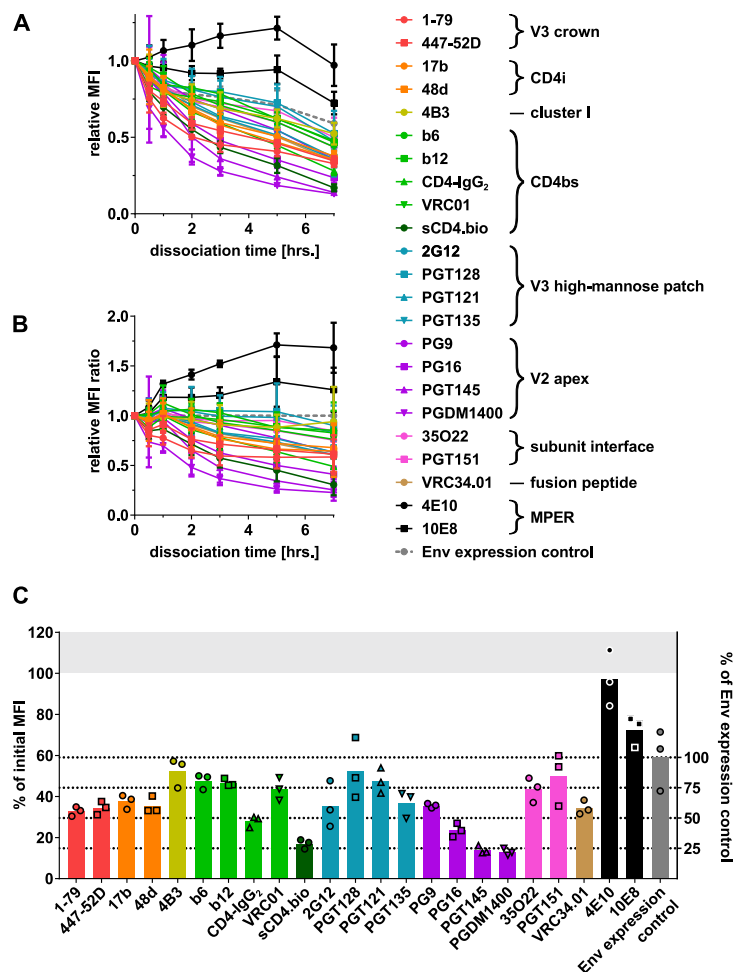 A
relative MFI
1.0
0.5
0.0
0 2 4 6
dissociation time [hrs.]
B
relative MFI ratio
2.0
1.5
1.0
0.5
0.0
0 2 4 6
dissociation time [hrs.]
1-79
447-52D
V3 crown
17b
48d
CD4i
4B3
cluster I
b6
b12
CD4-IgG₂
VRC01
sCD4.bio
CD4bs
2G12
PGT128
PGT121
PGT135
V3 high-mannose patch
PG9
PG16
PGT145
PGDM1400
V2 apex
35O22
PGT151
subunit interface
VRC34.01
fusion peptide
4E10
10E8
MPER
Env expression control
C
% of initial MFI
120
100
80
60
40
20
0
% of Env expression control
100
75
50
25
1-79
447-52D
17b
48d
4B3
b6
b12
CD4-IgG₂
VRC01
sCD4.bio
2G12
PGT128
PGT121
PGT135
PG9
PG16
PGT145
PGDM1400
35O22
PGT151
VRC34.01
4E10
10E8
Env expression
control